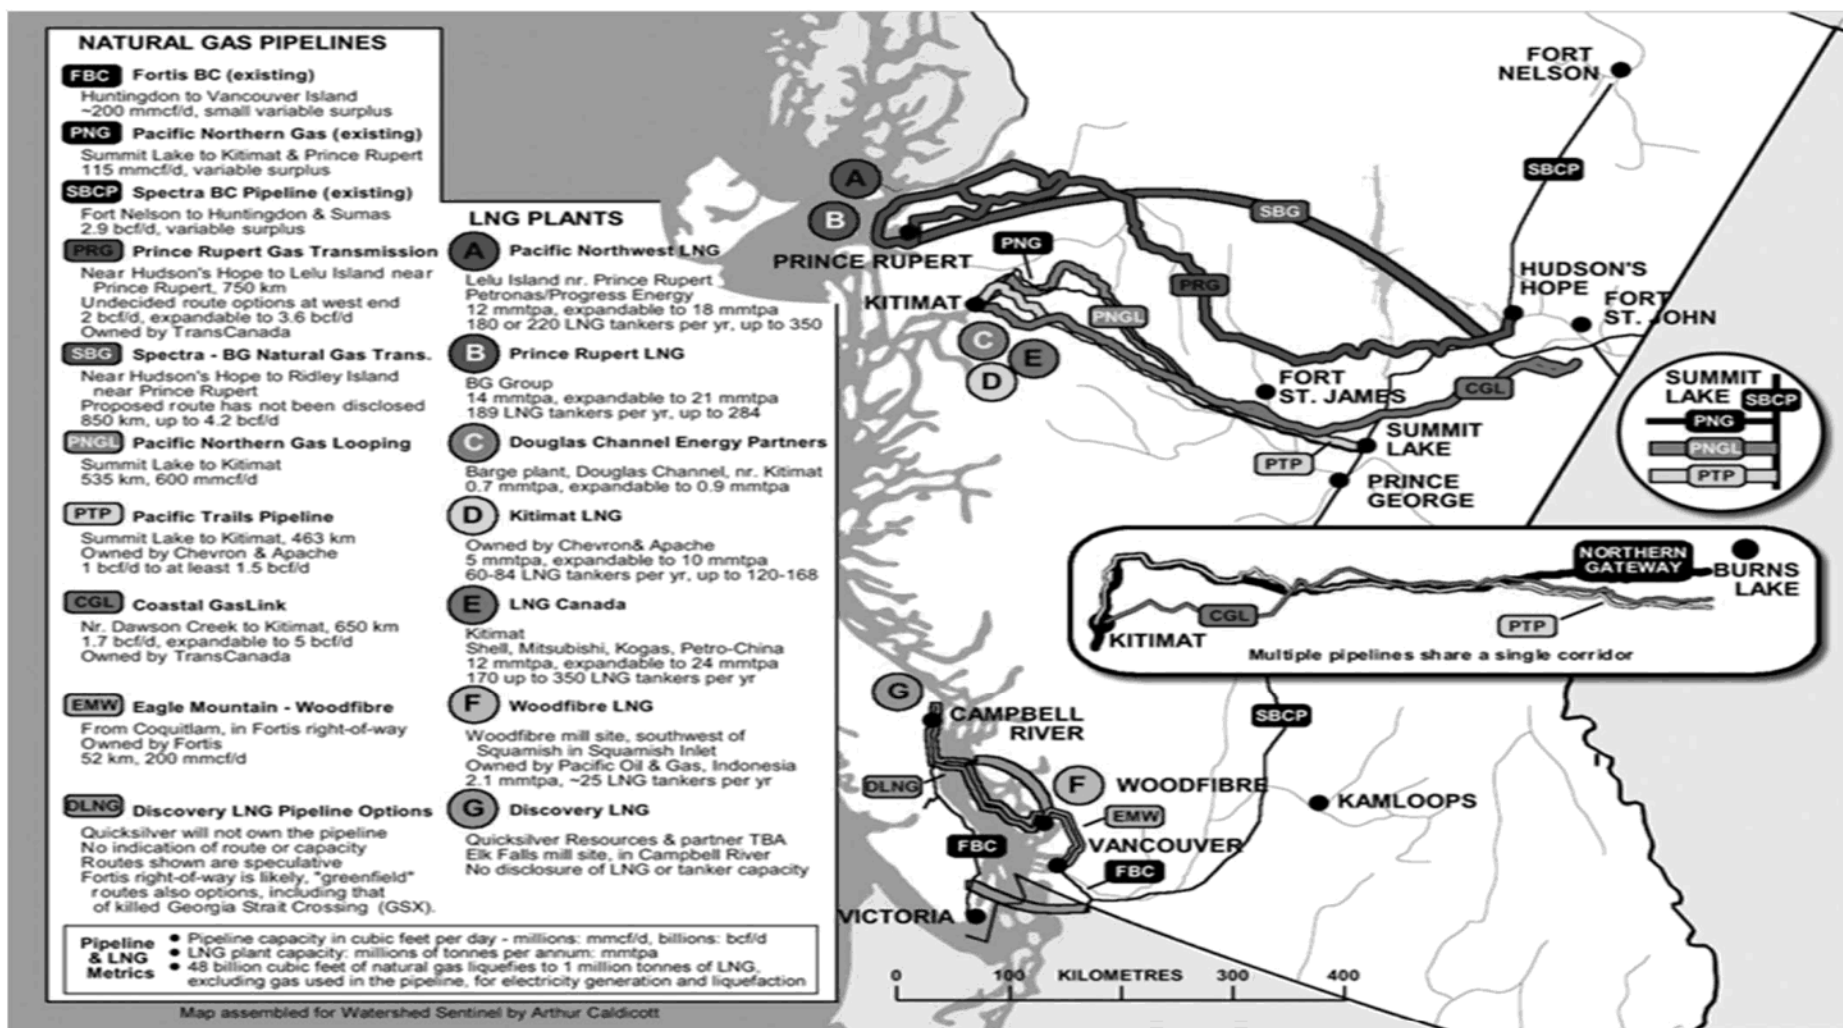 NATURAL GAS PIPELINES
FBC Fortis BC (existing)
Huntingdon to Vancouver Island
~200 mmcf/d, small variable surplus
PNG Pacific Northern Gas (existing)
Summit Lake to Kitimat & Prince Rupert
115 mmcf/d, variable surplus
SBCP Spectra BC Pipeline (existing)
Fort Nelson to Huntingdon & Sumas
2.9 bcf/d, variable surplus
PRG Prince Rupert Gas Transmission
Near Hudson's Hope to Lelu Island near
Prince Rupert, 750 km
Undecided route options at west end
2 bcf/d, expandable to 3.6 bcf/d
Owned by TransCanada
SBG Spectra - BG Natural Gas Trans.
Near Hudson's Hope to Ridley Island
near Prince Rupert
Proposed route has not been disclosed
850 km, up to 4.2 bcf/d
PNGL Pacific Northern Gas Looping
Summit Lake to Kitimat
535 km, 600 mmcf/d
PTP Pacific Trails Pipeline
Summit Lake to Kitimat, 463 km
Owned by Chevron & Apache
1 bcf/d to at least 1.5 bcf/d
CGL Coastal GasLink
Nr. Dawson Creek to Kitimat, 650 km
1.7 bcf/d, expandable to 5 bcf/d
Owned by TransCanada
EMW Eagle Mountain - Woodfibre
From Coquitlam, in Fortis right-of-way
Owned by Fortis
52 km, 200 mmcf/d
DLNG Discovery LNG Pipeline Options
Quicksilver will not own the pipeline
No indication of route or capacity
Routes shown are speculative
Fortis right-of-way is likely, "greenfield"
routes also options, including that
of killed Georgia Strait Crossing (GSX).
LNG PLANTS
A Pacific Northwest LNG
Lelu Island nr. Prince Rupert
Petronas/Progress Energy
12 mmtpa, expandable to 18 mmtpa
180 or 220 LNG tankers per yr, up to 350
B Prince Rupert LNG
BG Group
14 mmtpa, expandable to 21 mmtpa
189 LNG tankers per yr, up to 284
C Douglas Channel Energy Partners
Barge plant, Douglas Channel, nr. Kitimat
0.7 mmtpa, expandable to 0.9 mmtpa
D Kitimat LNG
Owned by Chevron& Apache
5 mmtpa, expandable to 10 mmtpa
60-84 LNG tankers per yr, up to 120-168
E LNG Canada
Kitimat
Shell, Mitsubishi, Kogas, Petro-China
12 mmtpa, expandable to 24 mmtpa
170 up to 350 LNG tankers per yr
F Woodfibre LNG
Woodfibre mill site, southwest of
Squamish in Squamish Inlet
Owned by Pacific Oil & Gas, Indonesia
2.1 mmtpa, ~25 LNG tankers per yr
G Discovery LNG
Quicksilver Resources & partner TBA
Elk Falls mill site, in Campbell River
No disclosure of LNG or tanker capacity
Pipeline
& LNG
Metrics
• Pipeline capacity in cubic feet per day - millions: mmcf/d, billions: bcf/d
• LNG plant capacity: millions of tonnes per annum: mmtpa
• 48 billion cubic feet of natural gas liquefies to 1 million tonnes of LNG,
excluding gas used in the pipeline, for electricity generation and liquefaction
Map assembled for Watershed Sentinel by Arthur Caldicott
FORT
NELSON
SBCP
A
B
SBG
PRINCE RUPERT
PNG
KITIMAT
PRG
PNGL
HUDSON'S
HOPE
FORT
ST. JOHN
C
E
D
FORT
ST. JAMES
CGL
SUMMIT
LAKE
PTP
PRINCE
GEORGE
SUMMIT
LAKE
SBCP
PNG
PNGL
PTP
NORTHERN
GATEWAY
BURNS
LAKE
CGL
PTP
KITIMAT
Multiple pipelines share a single corridor
G
CAMPBELL
RIVER
SBCP
DLNG
F
WOODFIBRE
KAMLOOPS
EMW
FBC
VANCOUVER
FBC
VICTORIA
0 100 KILOMETRES 300 400